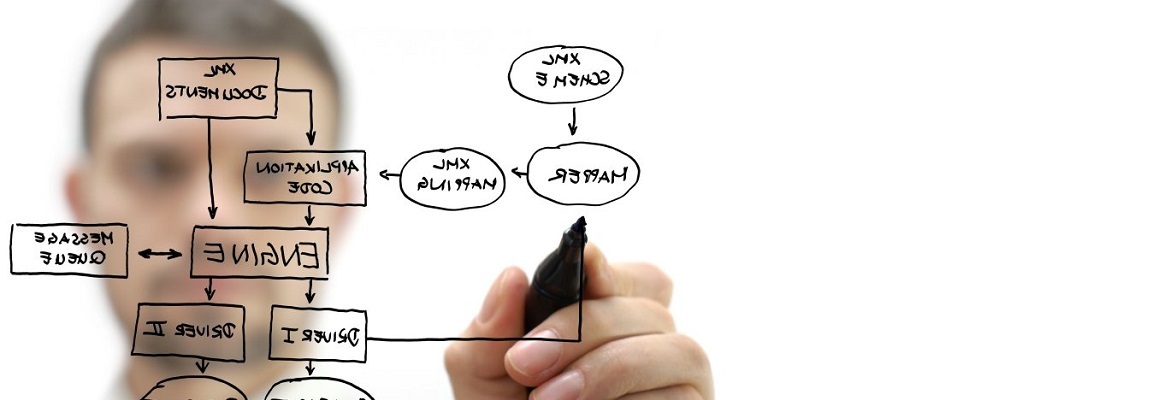 XML
SCHEME
XML
DOCUMENTS
APPLIKATION
CODE
XML
MAPPING
MAPPER
MESSAGE
QUEUE
ENGINE
DRIVER II
DRIVER I